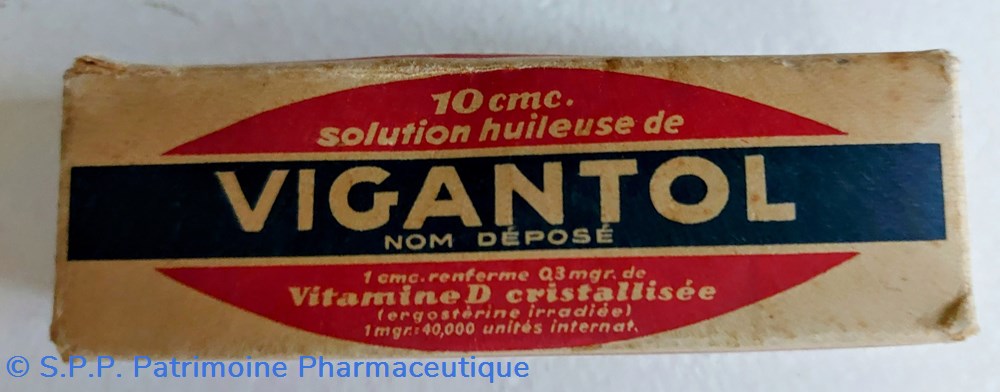 10 cmc.
solution huileuse de
VIGANTOL
NOM DÉPOSÉ
1 cmc. renferme 0,3 mgr. de
Vitamine D cristallisée
(ergostérine irradiée)
1 mgr.=40,000 unités internat.
© S.P.P. Patrimoine Pharmaceutique